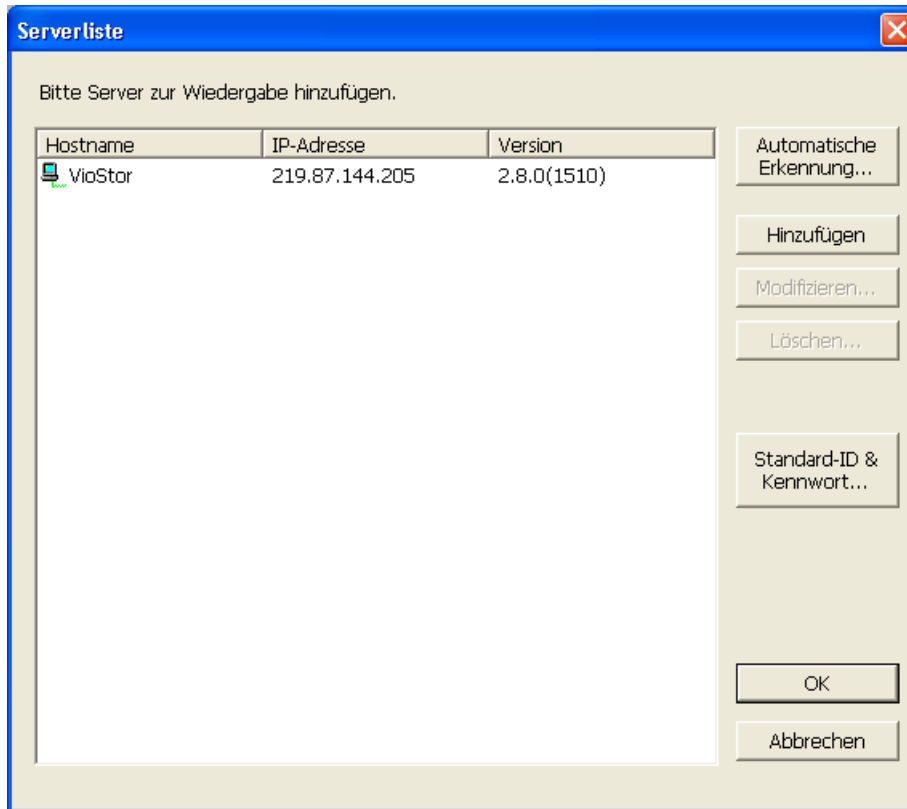 Serverliste
Bitte Server zur Wiedergabe hinzufügen.
Hostname IP-Adresse Version
VioStor 219.87.144.205 2.8.0(1510)
Automatische
Erkennung...
Hinzufügen
Modifizieren...
Löschen...
Standard-ID &
Kennwort...
OK
Abbrechen